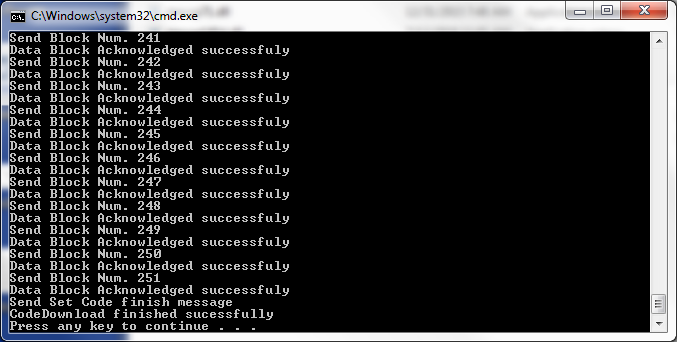 C:\Windows\system32\cmd.exe
Send Block Num. 241
Data Block Acknowledged successfuly
Send Block Num. 242
Data Block Acknowledged successfuly
Send Block Num. 243
Data Block Acknowledged successfuly
Send Block Num. 244
Data Block Acknowledged successfuly
Send Block Num. 245
Data Block Acknowledged successfuly
Send Block Num. 246
Data Block Acknowledged successfuly
Send Block Num. 247
Data Block Acknowledged successfuly
Send Block Num. 248
Data Block Acknowledged successfuly
Send Block Num. 249
Data Block Acknowledged successfuly
Send Block Num. 250
Data Block Acknowledged successfuly
Send Block Num. 251
Data Block Acknowledged successfuly
Send Set Code finish message
CodeDownload finished sucessfully
Press any key to continue . . .